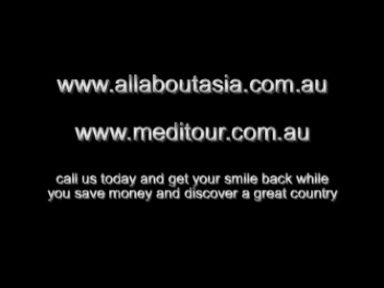 www.allaboutasia.com.au
www.meditour.com.au
call us today and get your smile back while
you save money and discover a great country